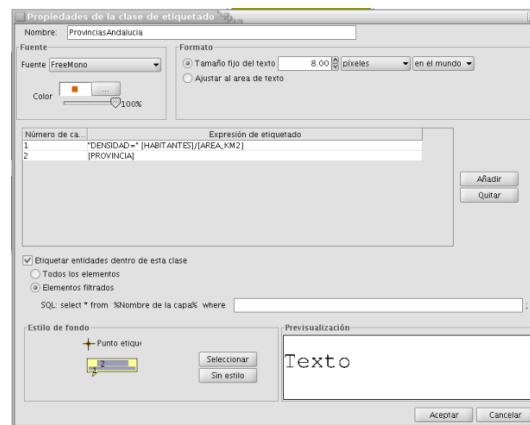 Propiedades de la clase de etiquetado
Nombre: ProvinciasAndalucia
Fuente
Formato
Fuente FreeMono
Tamaño fijo del texto 8.00 píxeles en el mundo
Ajustar al area de texto
Color ... 100%
Número de ca... Expresión de etiquetado
1 "DENSIDAD=" [HABITANTES]/[AREA_KM2]
2 [PROVINCIA]
Añadir
Quitar
Etiquetar entidades dentro de esta clase
Todos los elementos
Elementos filtrados
SQL: select * from %Nombre de la capa% where ;
Estilo de fondo
Previsualización
Punto etiqu
2
Seleccionar
Sin estilo
Texto
Aceptar Cancelar